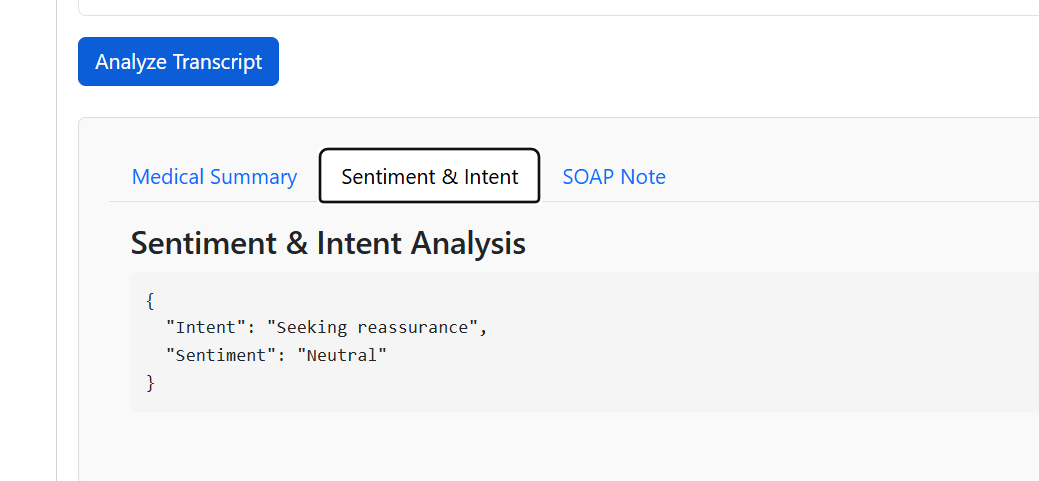 Analyze Transcript
Medical Summary Sentiment & Intent SOAP Note
Sentiment & Intent Analysis
{
"Intent": "Seeking reassurance",
"Sentiment": "Neutral"
}